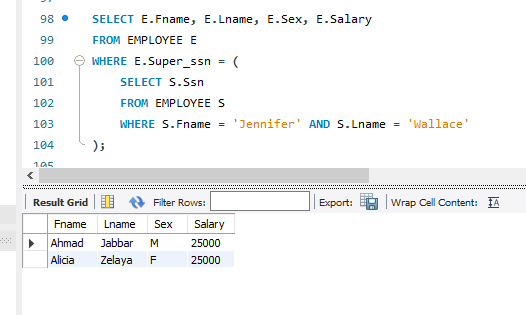 98 SELECT E.Fname, E.Lname, E.Sex, E.Salary
99 FROM EMPLOYEE E
100 WHERE E.Super_ssn = (
101 SELECT S.Ssn
102 FROM EMPLOYEE S
103 WHERE S.Fname = 'Jennifer' AND S.Lname = 'Wallace'
104 );
105
Result Grid Filter Rows: Export: Wrap Cell Content:
Fname Lname Sex Salary
Ahmad Jabbar M 25000
Alicia Zelaya F 25000